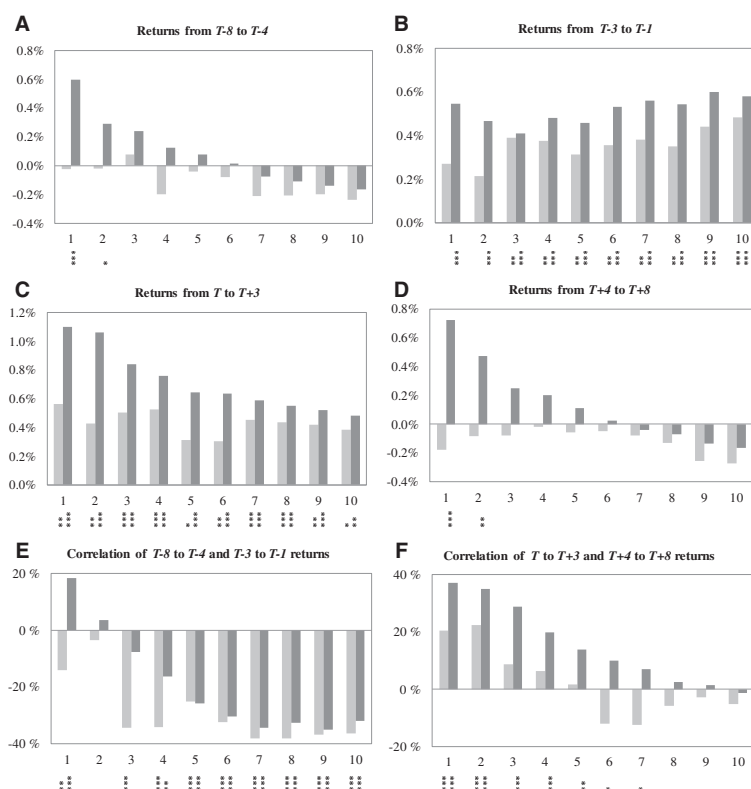 A
Returns from T-8 to T-4
0.8%
0.6%
0.4%
0.2%
0.0%
-0.2%
-0.4%
1 2 3 4 5 6 7 8 9 10
B
Returns from T-3 to T-1
0.8%
0.6%
0.4%
0.2%
0.0%
1 2 3 4 5 6 7 8 9 10
C
Returns from T to T+3
1.2%
1.0%
0.8%
0.6%
0.4%
0.2%
0.0%
1 2 3 4 5 6 7 8 9 10
D
Returns from T+4 to T+8
0.8%
0.6%
0.4%
0.2%
0.0%
-0.2%
-0.4%
1 2 3 4 5 6 7 8 9 10
E
Correlation of T-8 to T-4 and T-3 to T-1 returns
20 %
0 %
-20 %
-40 %
1 2 3 4 5 6 7 8 9 10
F
Correlation of T to T+3 and T+4 to T+8 returns
40 %
20 %
0 %
-20 %
1 2 3 4 5 6 7 8 9 10